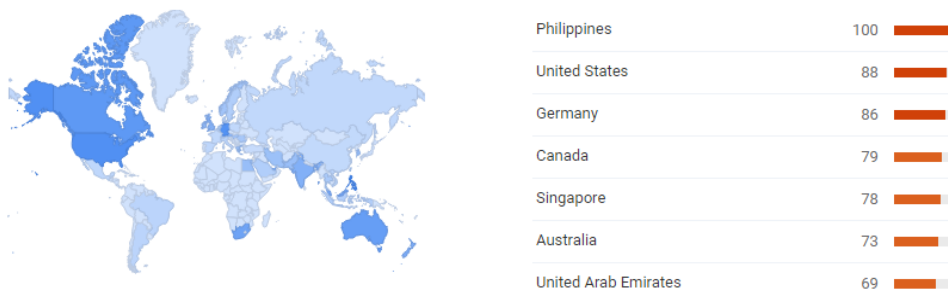 Philippines 100
United States 88
Germany 86
Canada 79
Singapore 78
Australia 73
United Arab Emirates 69